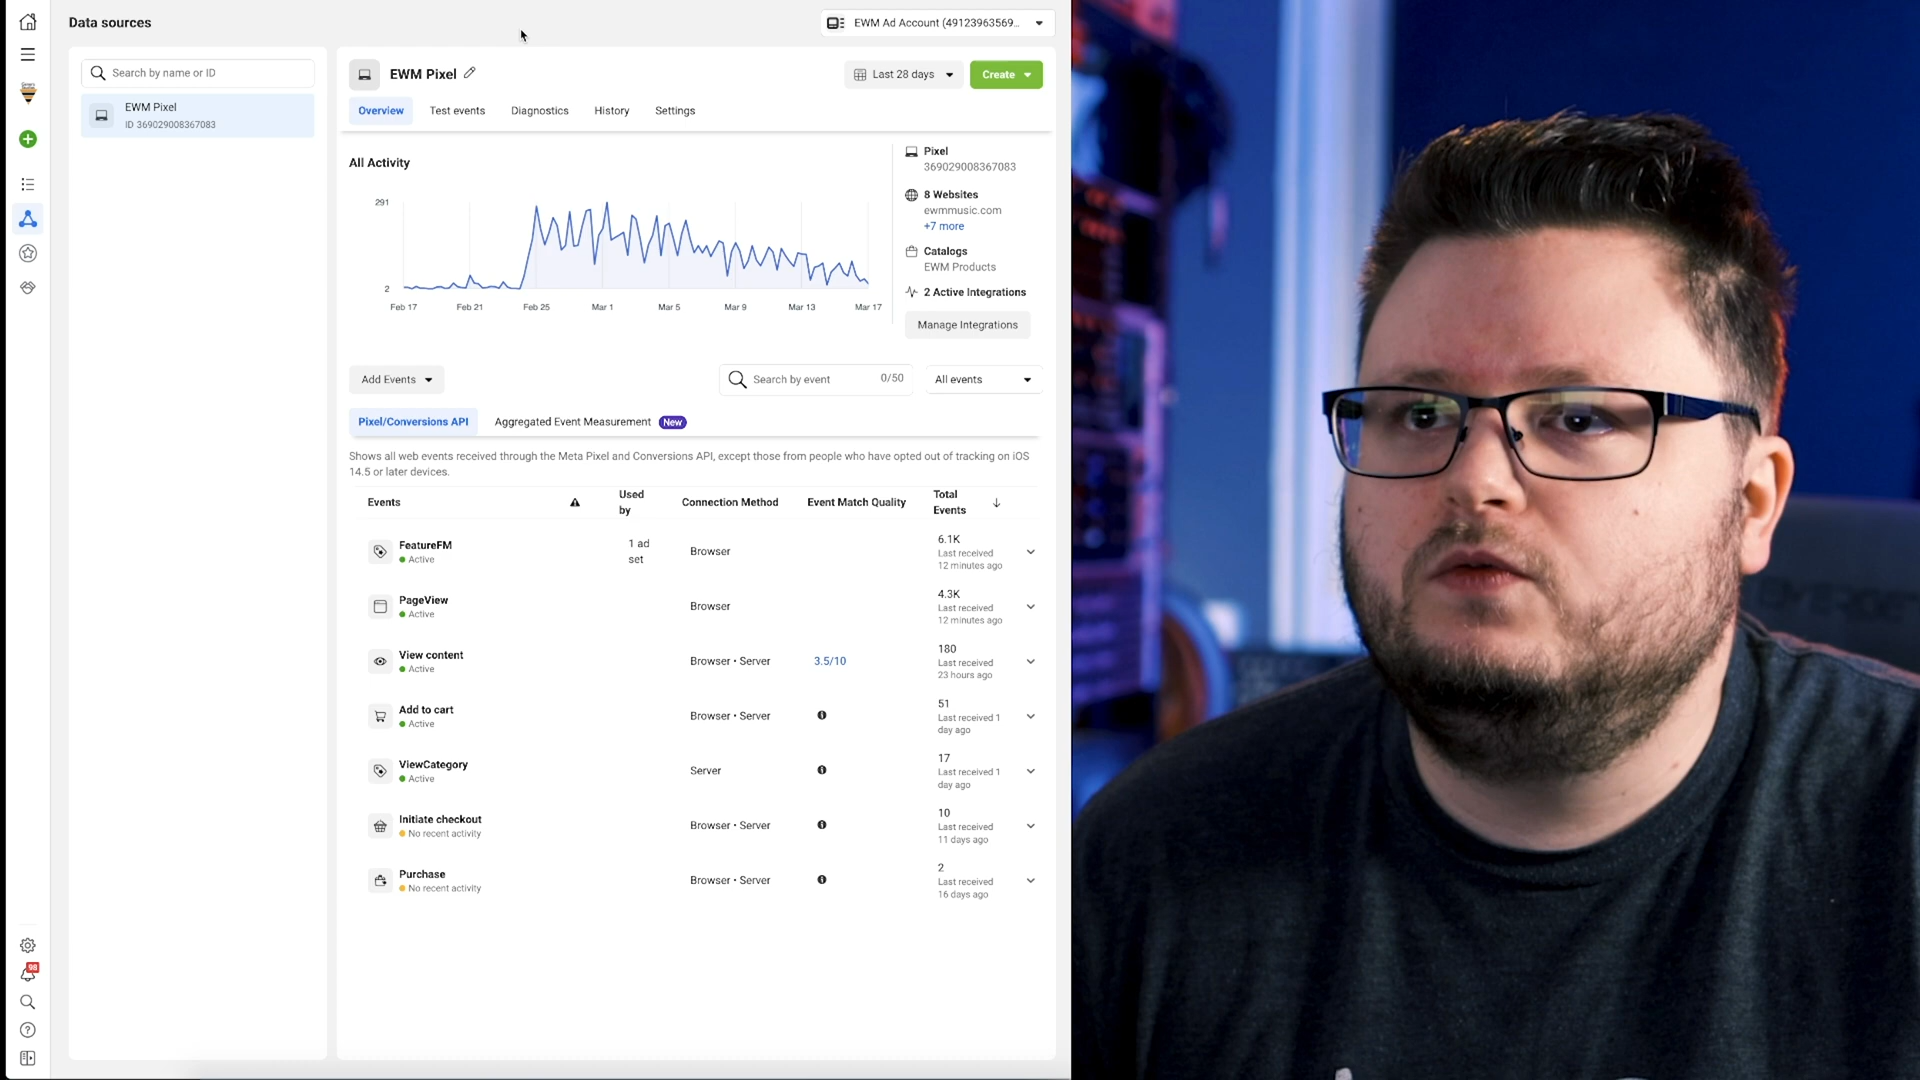 Data sources
EWM Ad Account (49123963569...
Search by name or ID
EWM Pixel
ID 369029008367083
EWM Pixel
Last 28 days
Create
Overview
Test events
Diagnostics
History
Settings
All Activity
291
2
Feb 17
Feb 21
Feb 25
Mar 1
Mar 5
Mar 9
Mar 13
Mar 17
Pixel
369029008367083
8 Websites
ewmmusic.com
+7 more
Catalogs
EWM Products
2 Active Integrations
Manage Integrations
Add Events
Search by event
0/50
All events
Pixel/Conversions API
Aggregated Event Measurement
New
Shows all web events received through the Meta Pixel and Conversions API, except those from people who have opted out of tracking on iOS
14.5 or later devices.
Events
Used
by
Connection Method
Event Match Quality
Total
Events
FeatureFM
Active
1 ad
set
Browser
6.1K
Last received
12 minutes ago
PageView
Active
Browser
4.3K
Last received
12 minutes ago
View content
Active
Browser • Server
3.5/10
180
Last received
23 hours ago
Add to cart
Active
Browser • Server
51
Last received 1
day ago
ViewCategory
Active
Server
17
Last received 1
day ago
Initiate checkout
No recent activity
Browser • Server
10
Last received
11 days ago
Purchase
No recent activity
Browser • Server
2
Last received
16 days ago
98